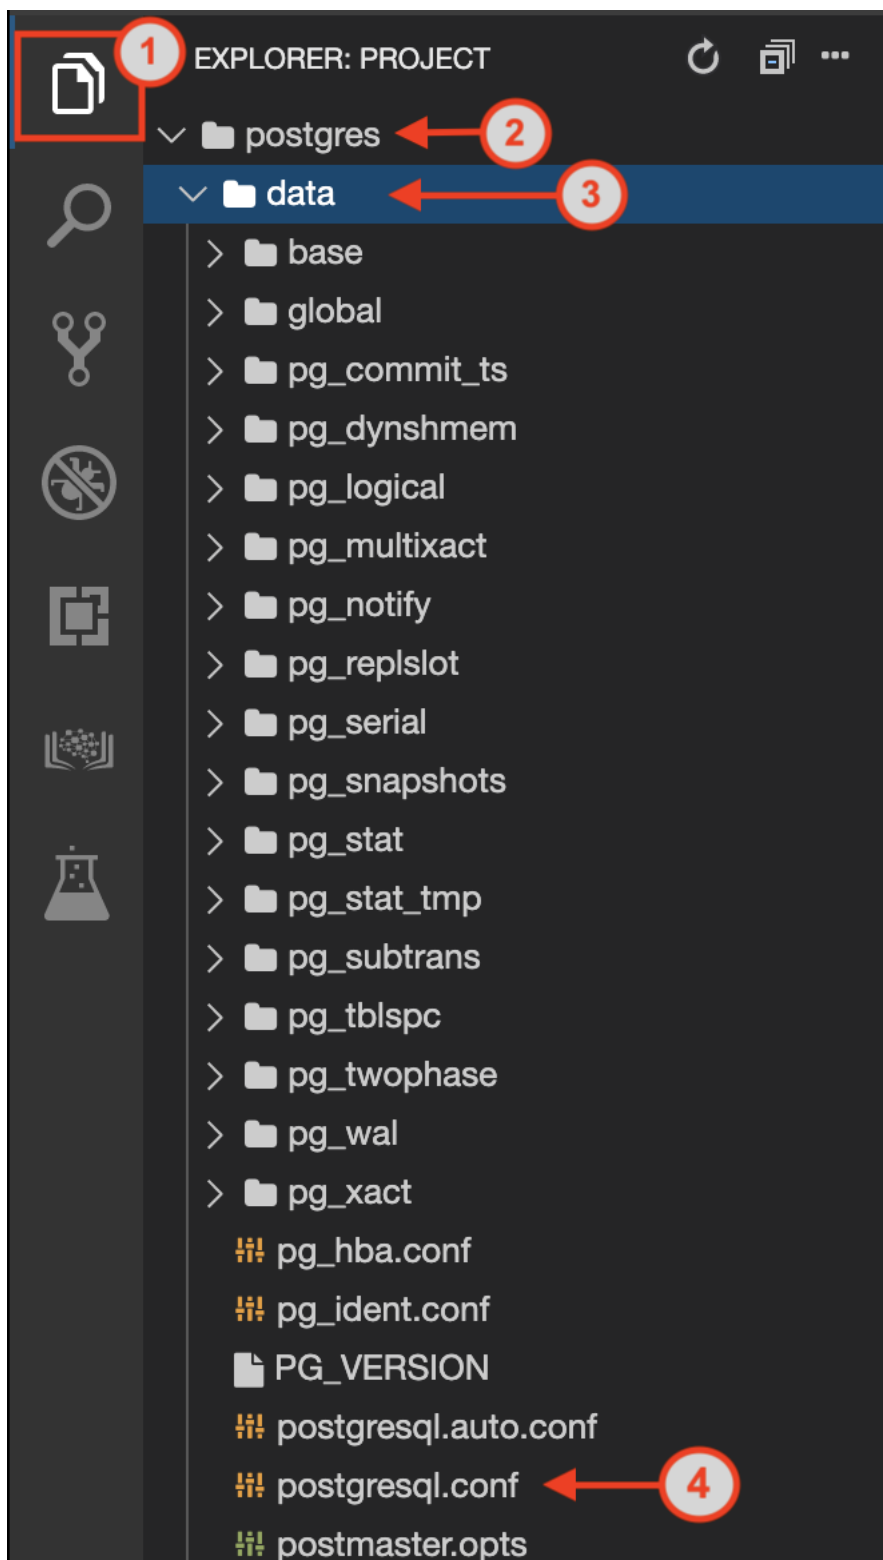 1 EXPLORER: PROJECT
postgres 2
data 3
base
global
pg_commit_ts
pg_dynshmem
pg_logical
pg_multixact
pg_notify
pg_replslot
pg_serial
pg_snapshots
pg_stat
pg_stat_tmp
pg_subtrans
pg_tblspc
pg_twophase
pg_wal
pg_xact
pg_hba.conf
pg_ident.conf
PG_VERSION
postgresql.auto.conf
postgresql.conf 4
postmaster.opts